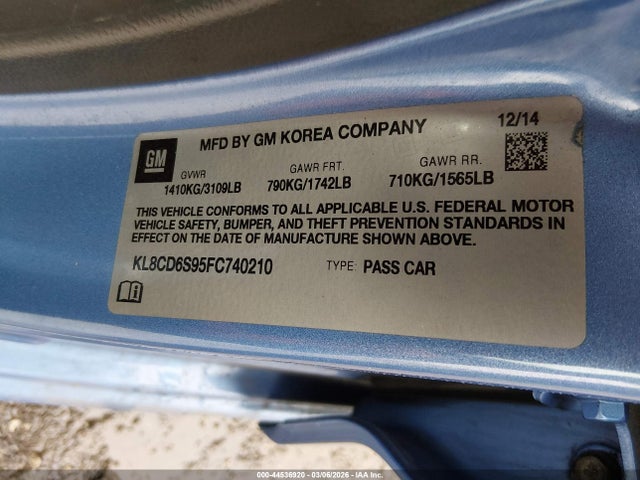 MFD BY GM KOREA COMPANY
12/14
GM
GVWR
GAWR FRT.
GAWR RR.
1410KG/3109LB
790KG/1742LB
710KG/1565LB
THIS VEHICLE CONFORMS TO ALL APPLICABLE U.S. FEDERAL MOTOR
VEHICLE SAFETY, BUMPER, AND THEFT PREVENTION STANDARDS IN
EFFECT ON THE DATE OF MANUFACTURE SHOWN ABOVE.
KL8CD6S95FC740210
TYPE: PASS CAR
000-44536920 | 03/06/2026 | IAA INC.